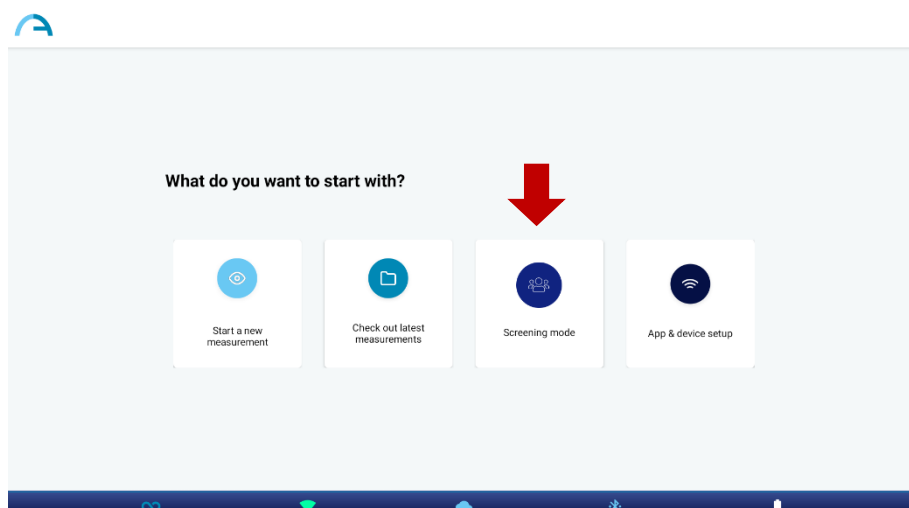 What do you want to start with?
Start a new
measurement
Check out latest
measurements
Screening mode
App & device setup